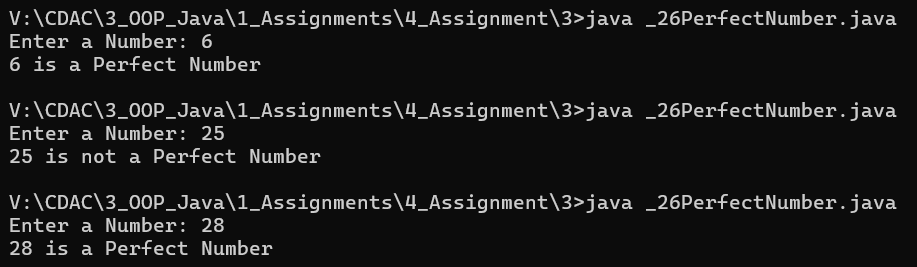 V:\CDAC\3_OOP_Java\1_Assignments\4_Assignment\3>java _26PerfectNumber.java
Enter a Number: 6
6 is a Perfect Number
V:\CDAC\3_OOP_Java\1_Assignments\4_Assignment\3>java _26PerfectNumber.java
Enter a Number: 25
25 is not a Perfect Number
V:\CDAC\3_OOP_Java\1_Assignments\4_Assignment\3>java _26PerfectNumber.java
Enter a Number: 28
28 is a Perfect Number